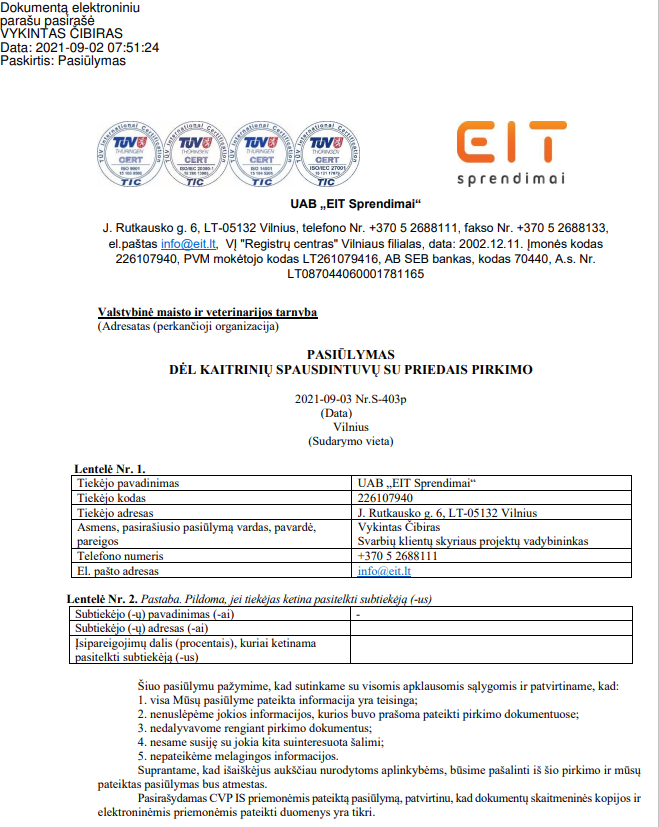 Dokumentą elektroniniu
parašu pasirašė
VYKINTAS ČIBIRAS
Data: 2021-09-02 07:51:24
Paskirtis: Pasiūlymas
EIT
sprendimai
UAB „EIT Sprendimai“
J. Rutkausko g. 6, LT-05132 Vilnius, telefono Nr. +370 5 2688111, fakso Nr. +370 5 2688133,
el.paštas info@eit.lt, VĮ "Registrų centras" Vilniaus filialas, data: 2002.12.11. Įmonės kodas
226107940, PVM mokėtojo kodas LT261079416, AB SEB bankas, kodas 70440, A.s. Nr.
LT087044060001781165
Valstybinė maisto ir veterinarijos tarnyba
(Adresatas (perkančioji organizacija)
PASIŪLYMAS
DĖL KAITRINIŲ SPAUSDINTUVŲ SU PRIEDAIS PIRKIMO
2021-09-03 Nr.S-403p
(Data)
Vilnius
(Sudarymo vieta)
Lentelė Nr. 1.
Tiekėjo pavadinimas UAB „EIT Sprendimai“
Tiekėjo kodas 226107940
Tiekėjo adresas J. Rutkausko g. 6, LT-05132 Vilnius
Asmens, pasirašiusio pasiūlymą vardas, pavardė, Vykintas Čibiras
pareigos Svarbių klientų skyriaus projektų vadybininkas
Telefono numeris +370 5 2688111
El. pašto adresas info@eit.lt
Lentelė Nr. 2. Pastaba. Pildoma, jei tiekėjas ketina pasitelkti subtiekėją (-us)
Subtiekėjo (-ų) pavadinimas (-ai) -
Subtiekėjo (-ų) adresas (-ai)
Įsipareigojimų dalis (procentais), kuriai ketinama
pasitelkti subtiekėją (-us)
Šiuo pasiūlymu pažymime, kad sutinkame su visomis apklausomis sąlygomis ir patvirtiname, kad:
1. visa Mūsų pasiūlyme pateikta informacija yra teisinga;
2. nenuslėpėme jokios informacijos, kurios buvo prašoma pateikti pirkimo dokumentuose;
3. nedalyvavome rengiant pirkimo dokumentus;
4. nesame susiję su jokia kita suinteresuota šalimi;
5. nepateikėme melagingos informacijos.
Suprantame, kad išaiškėjus aukščiau nurodytoms aplinkybėms, būsime pašalinti iš šio pirkimo ir mūsų
pateiktas pasiūlymas bus atmestas.
Pasirašydamas CVP IS priemonėmis pateiktą pasiūlymą, patvirtinu, kad dokumentų skaitmeninės kopijos ir
elektroninėmis priemonėmis pateikti duomenys yra tikri.